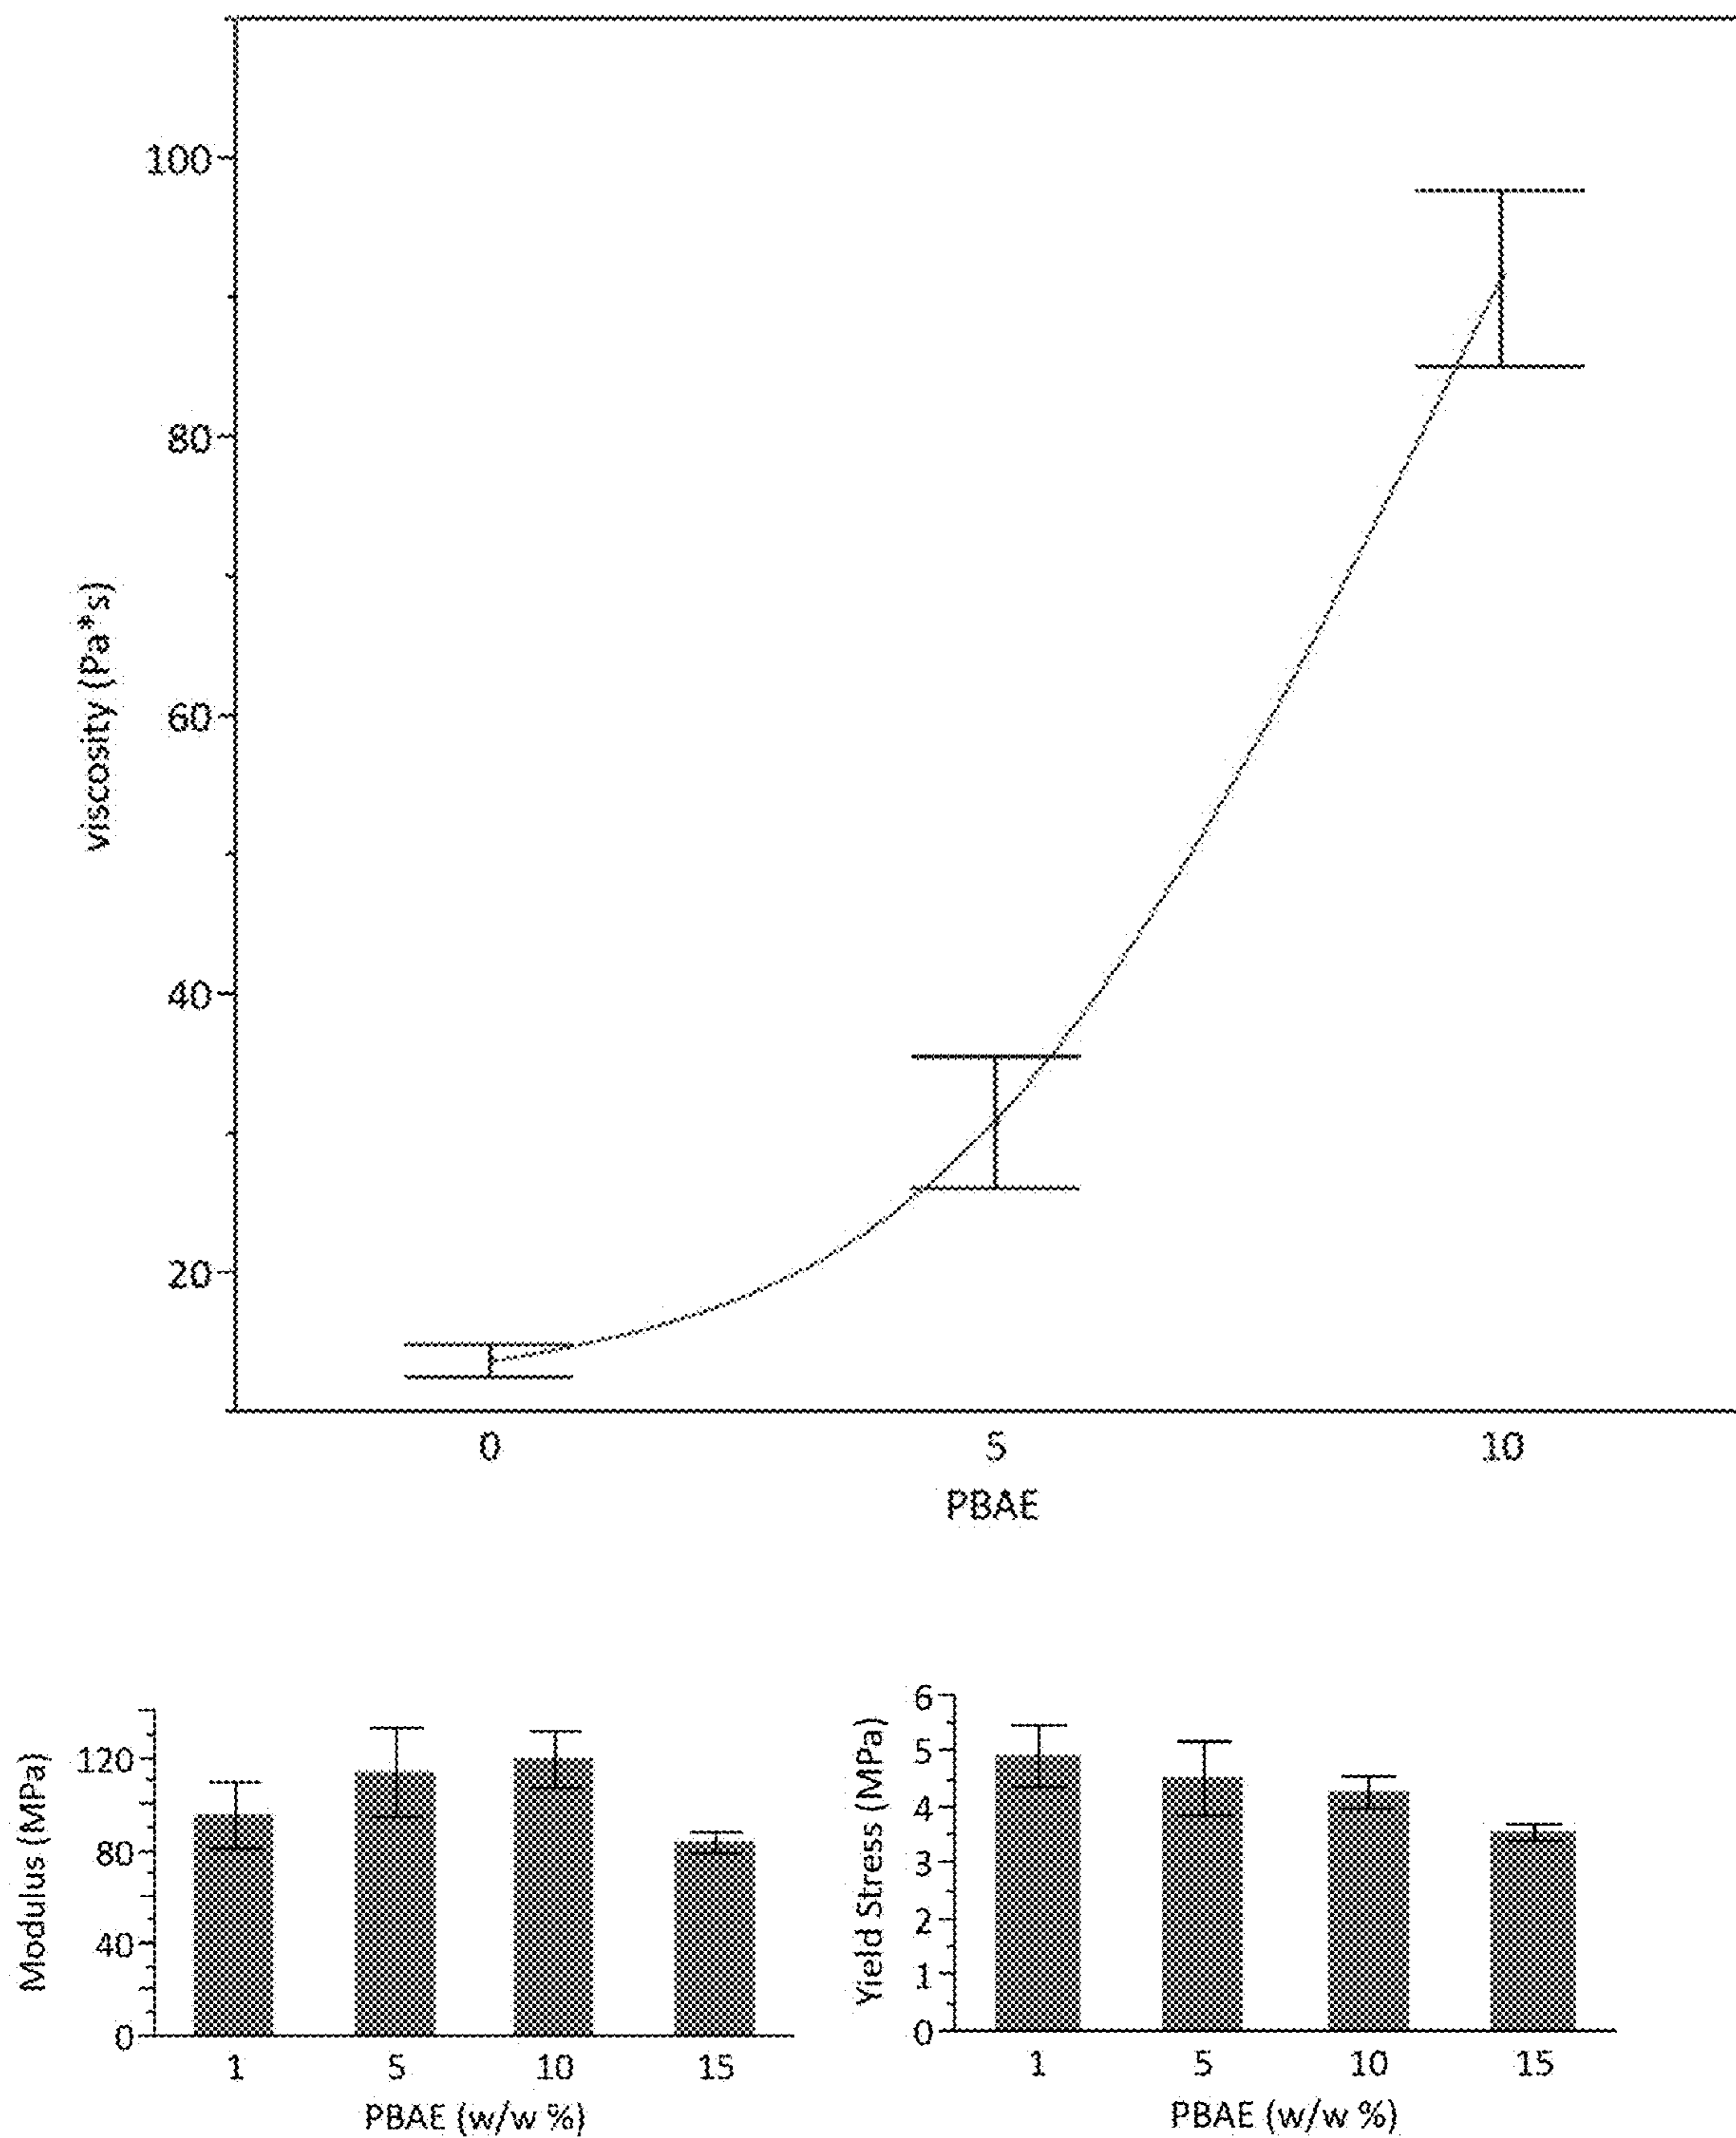 100
80
60
40
20
viscosity (Pa*s)
0 5 10
PBAE
120
80
40
0
Modulus (MPa)
1 5 10 15
PBAE (w/w %)
6
5
4
3
2
1
0
Yield Stress (MPa)
1 5 10 15
PBAE (w/w %)